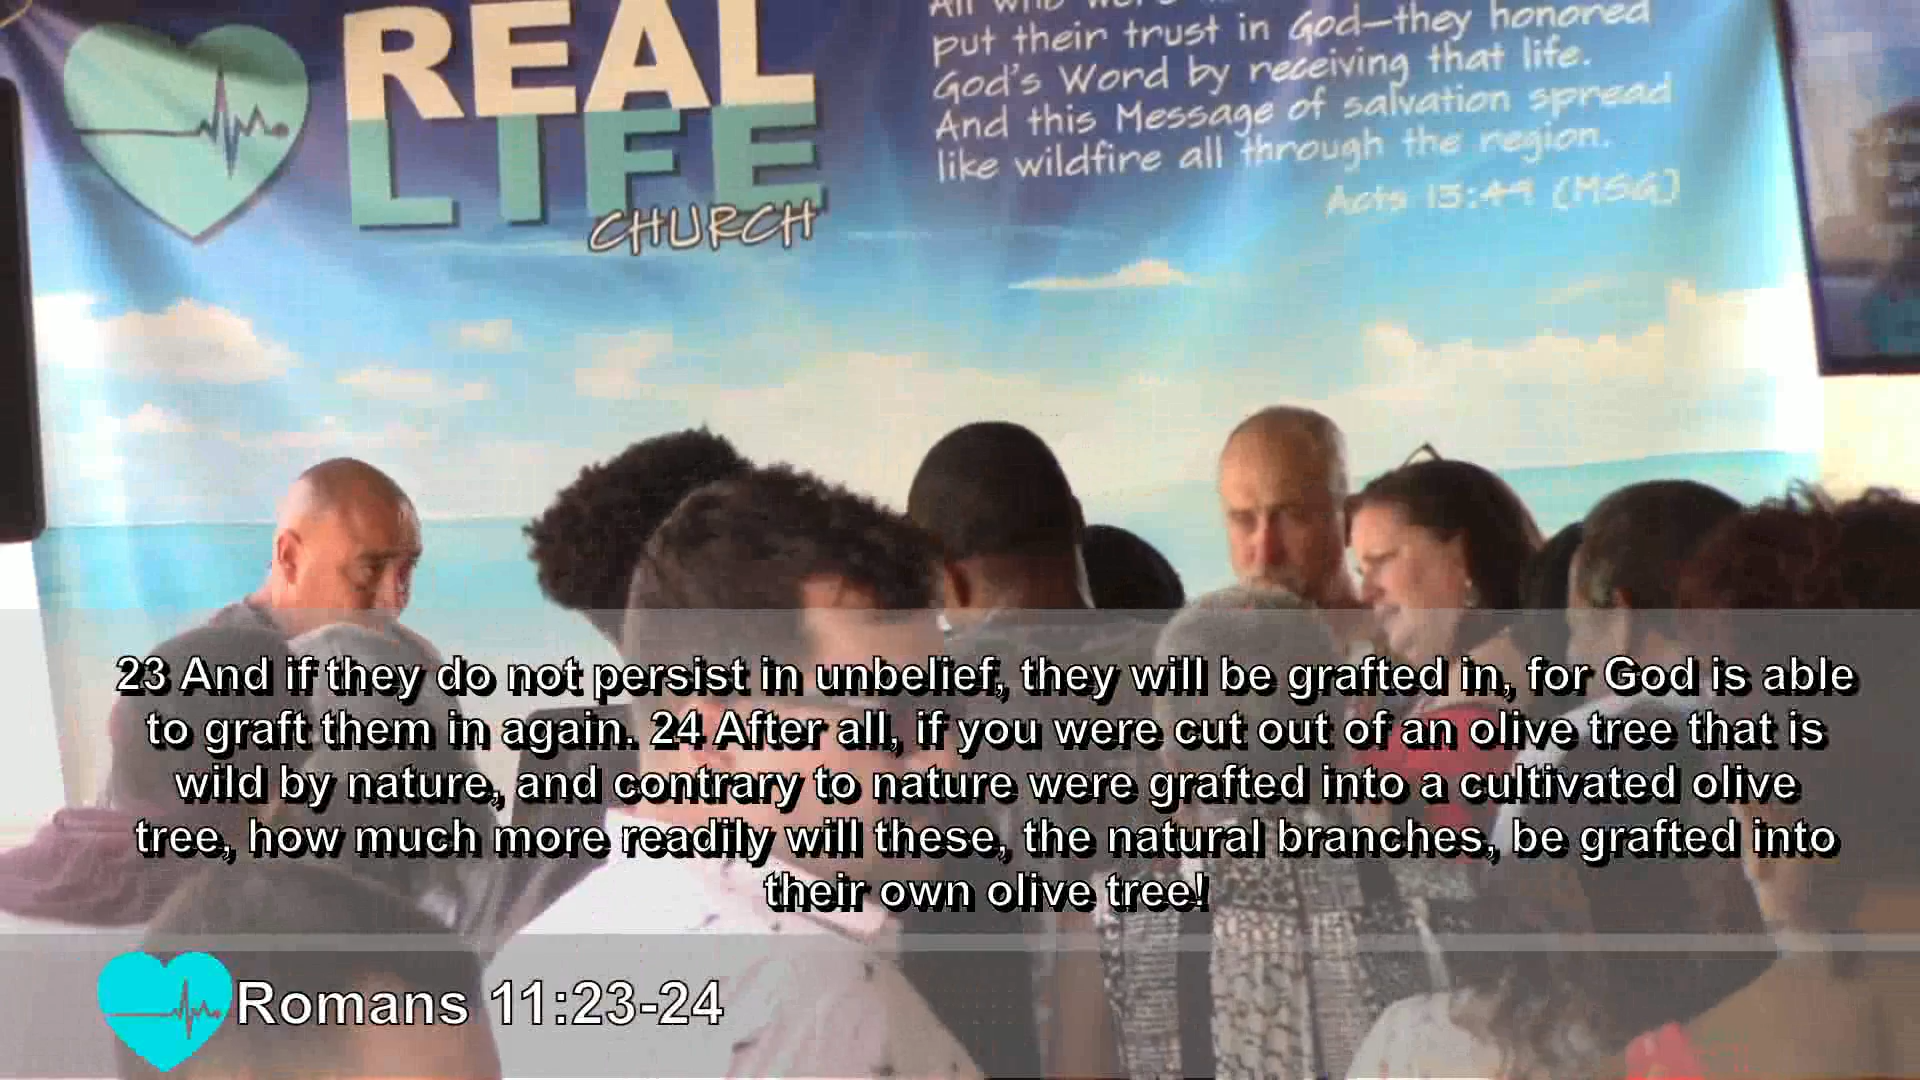 REAL
LIFE
CHURCH
put their trust in God—they honored
God's Word by receiving that life.
And this Message of salvation spread
like wildfire all through the region.
Acts 13:49 (MSG)
23 And if they do not persist in unbelief, they will be grafted in, for God is able
to graft them in again. 24 After all, if you were cut out of an olive tree that is
wild by nature, and contrary to nature were grafted into a cultivated olive
tree, how much more readily will these, the natural branches, be grafted into
their own olive tree!
Romans 11:23-24